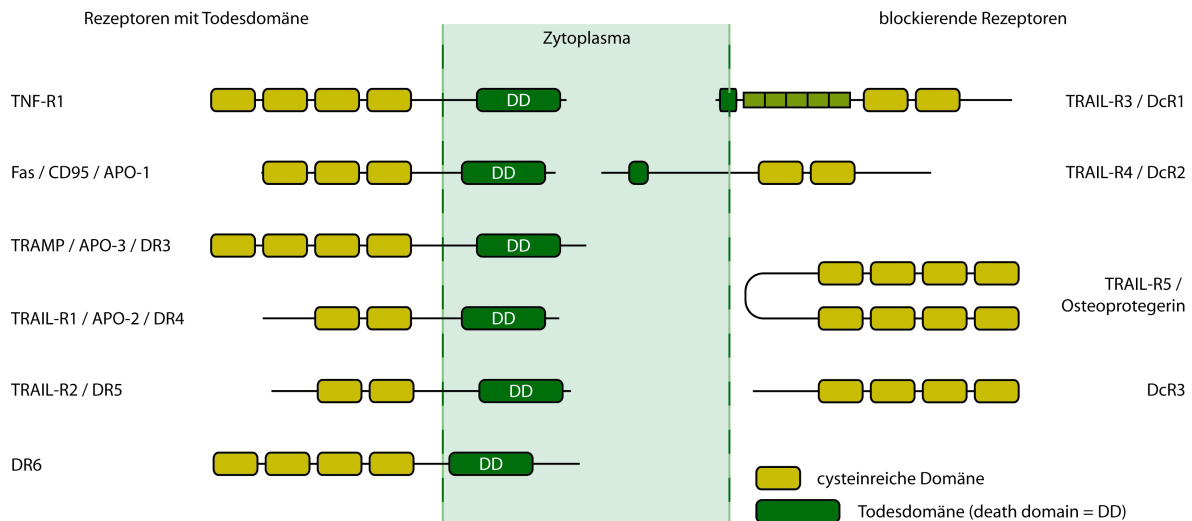 Rezeptoren mit Todesdomäne
blockierende Rezeptoren
Zytoplasma
TNF-R1
DD
TRAIL-R3 / DcR1
Fas / CD95 / APO-1
DD
TRAIL-R4 / DcR2
TRAMP / APO-3 / DR3
DD
TRAIL-R5 /
Osteoprotegerin
TRAIL-R1 / APO-2 / DR4
DD
TRAIL-R2 / DR5
DD
DcR3
DR6
DD
cysteinreiche Domäne
Todesdomäne (death domain = DD)